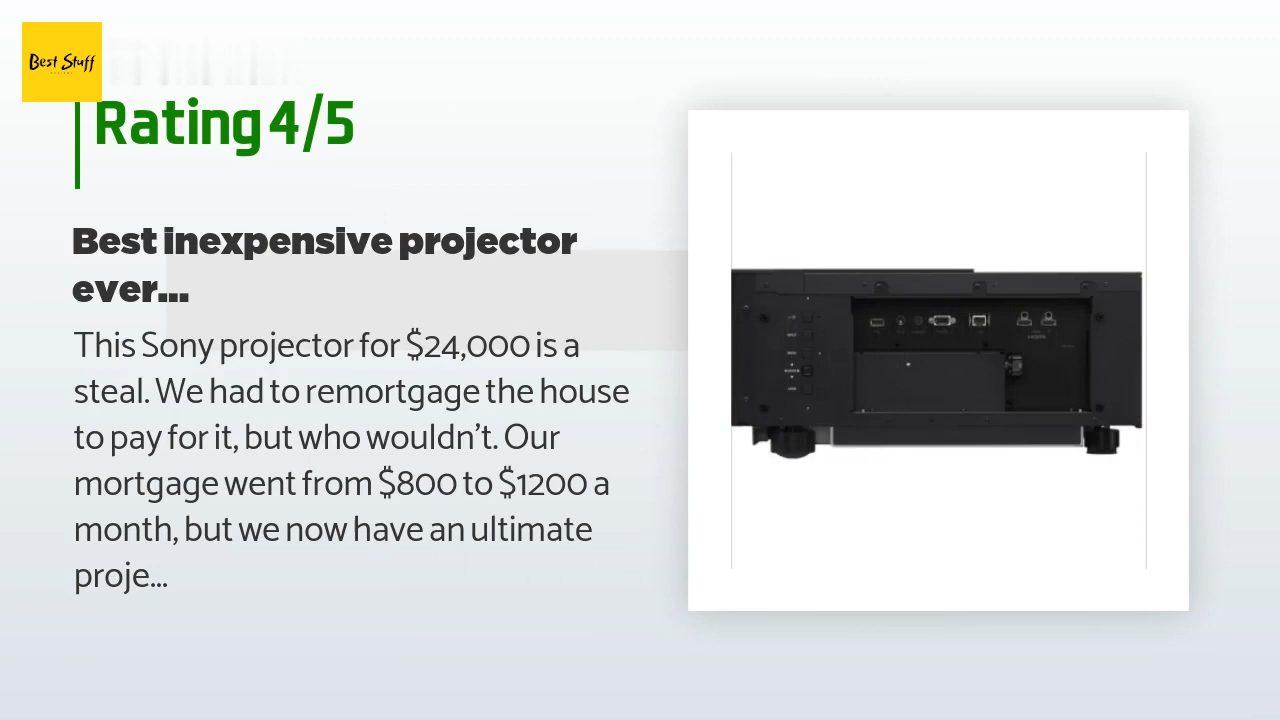 Best Stuff
Rating 4/5
Best inexpensive projector
ever...
This Sony projector for $24,000 is a
steal. We had to remortgage the house
to pay for it, but who wouldn't. Our
mortgage went from $800 to $1200 a
month, but we now have an ultimate
proje...